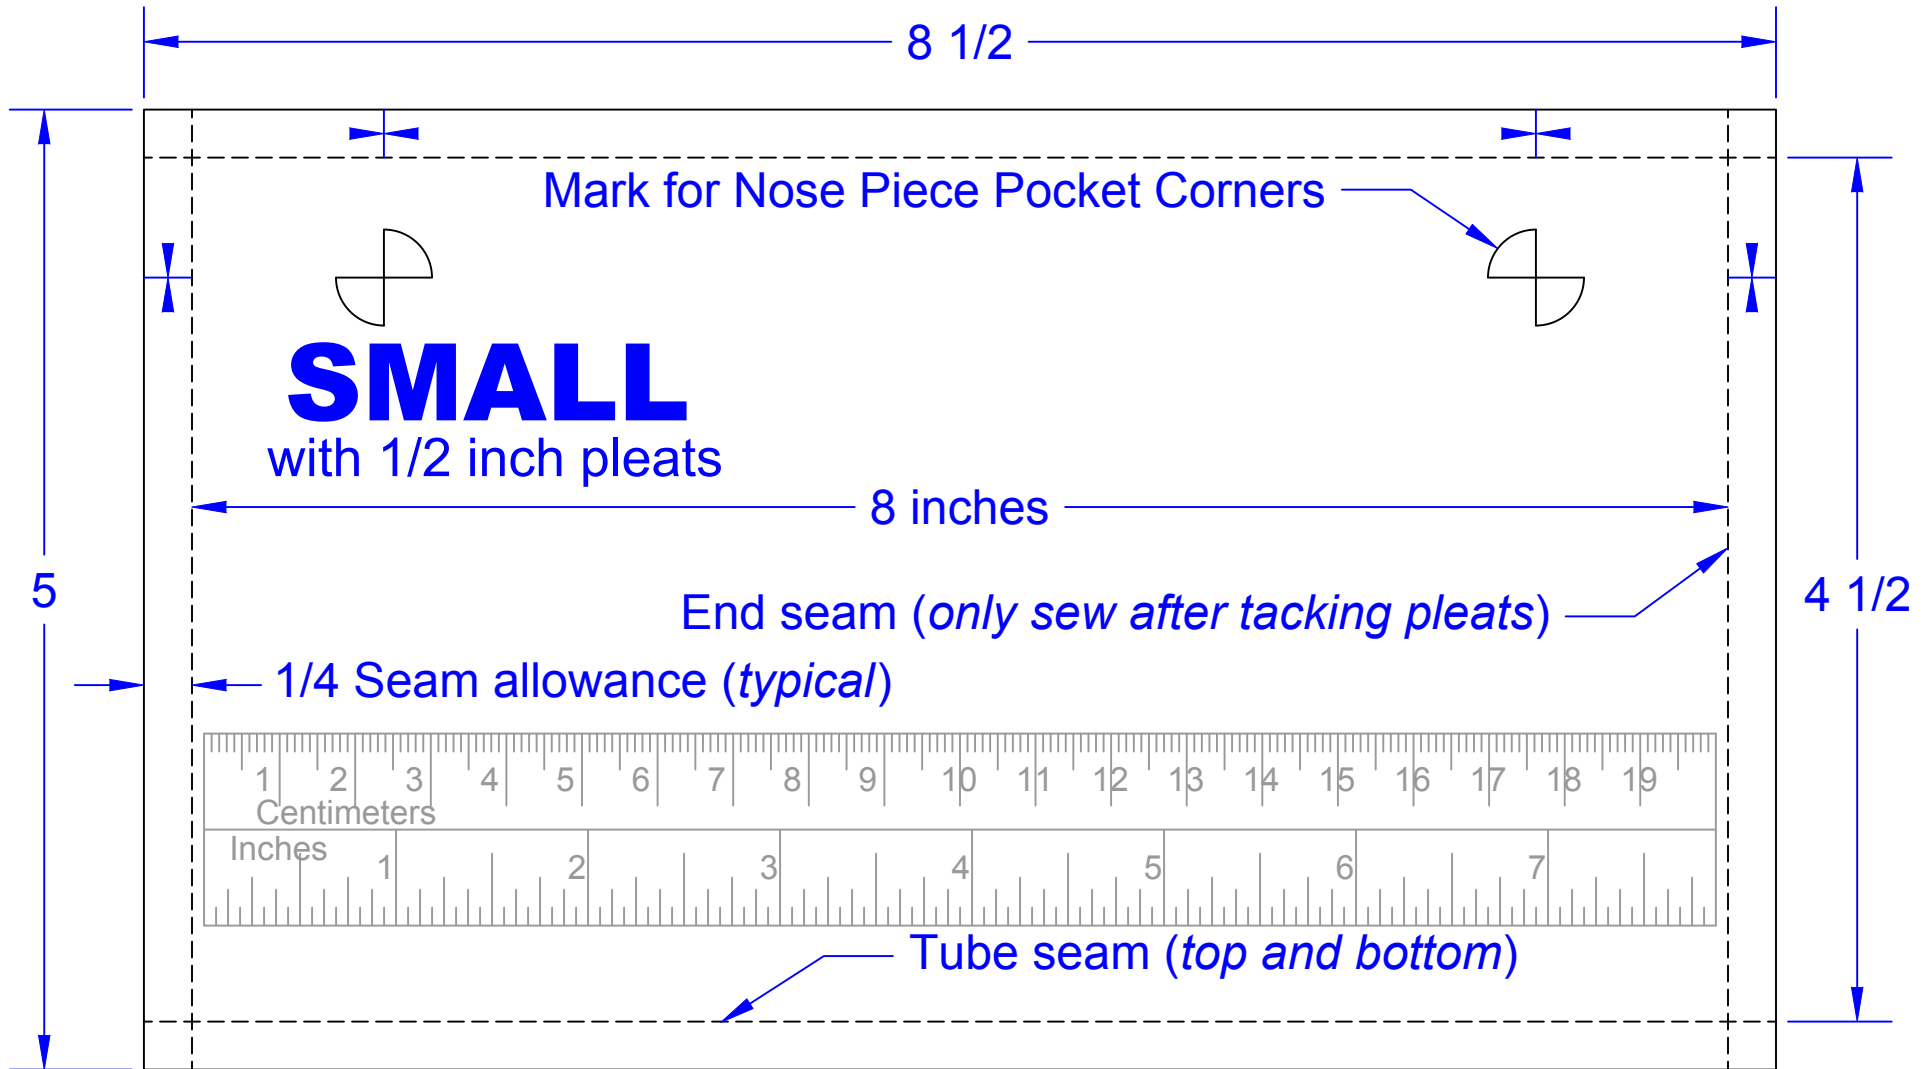 8 1/2
Mark for Nose Piece Pocket Corners
SMALL
with 1/2 inch pleats
8 inches
5
4 1/2
End seam (only sew after tacking pleats)
1/4 Seam allowance (typical)
1 2 3 4 5 6 7 8 9 10 11 12 13 14 15 16 17 18 19
Centimeters
Inches
1 2 3 4 5 6 7
Tube seam (top and bottom)